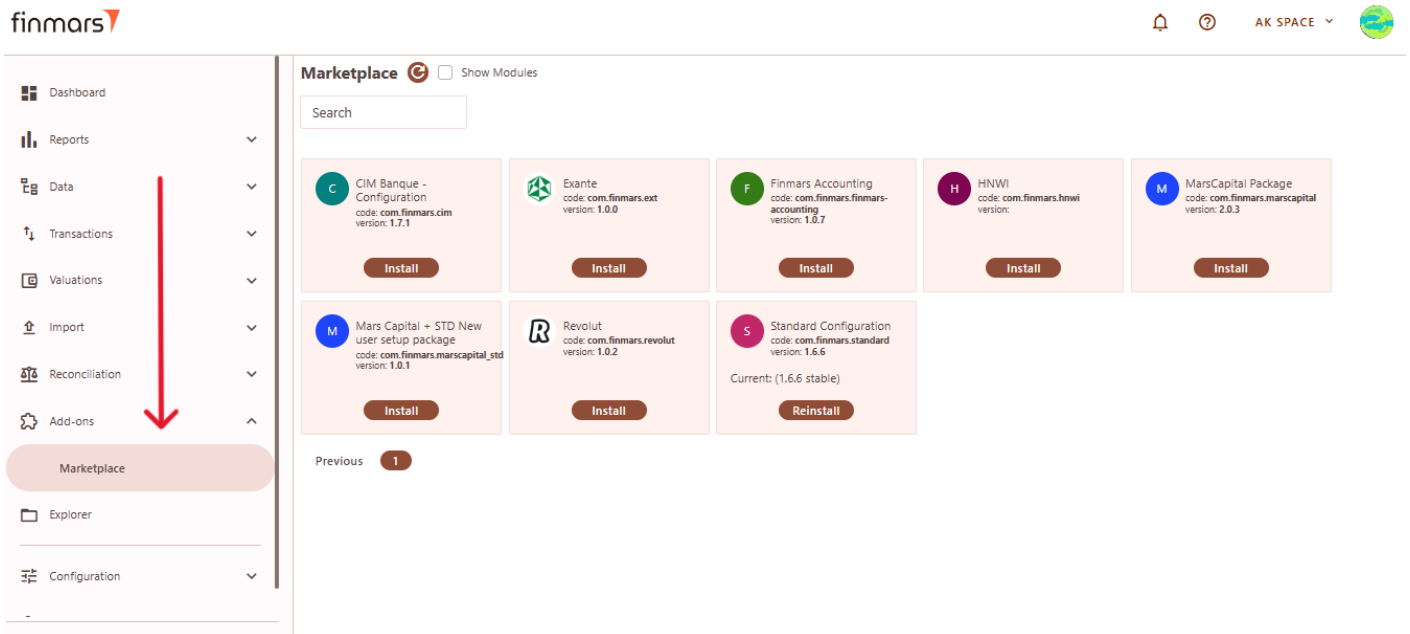 finmars
AK SPACE
Dashboard
Reports
Data
Transactions
Valuations
Import
Reconciliation
Add-ons
Marketplace
Explorer
Configuration
Marketplace
Show Modules
Search
C
CIM Banque -
Configuration
code: com.finmars.cim
version: 1.7.1
Install
Exante
code: com.finmars.ext
version: 1.0.0
Install
F
Finmars Accounting
code: com.finmars.finmars-
accounting
version: 1.0.7
Install
H
HNWI
code: com.finmars.hnwi
version:
Install
M
MarsCapital Package
code: com.finmars.marscapital
version: 2.0.3
Install
M
Mars Capital + STD New
user setup package
code: com.finmars.marscapital_std
version: 1.0.1
Install
R
Revolut
code: com.finmars.revolut
version: 1.0.2
Install
S
Standard Configuration
code: com.finmars.standard
version: 1.6.6
Current: (1.6.6 stable)
Reinstall
Previous
1